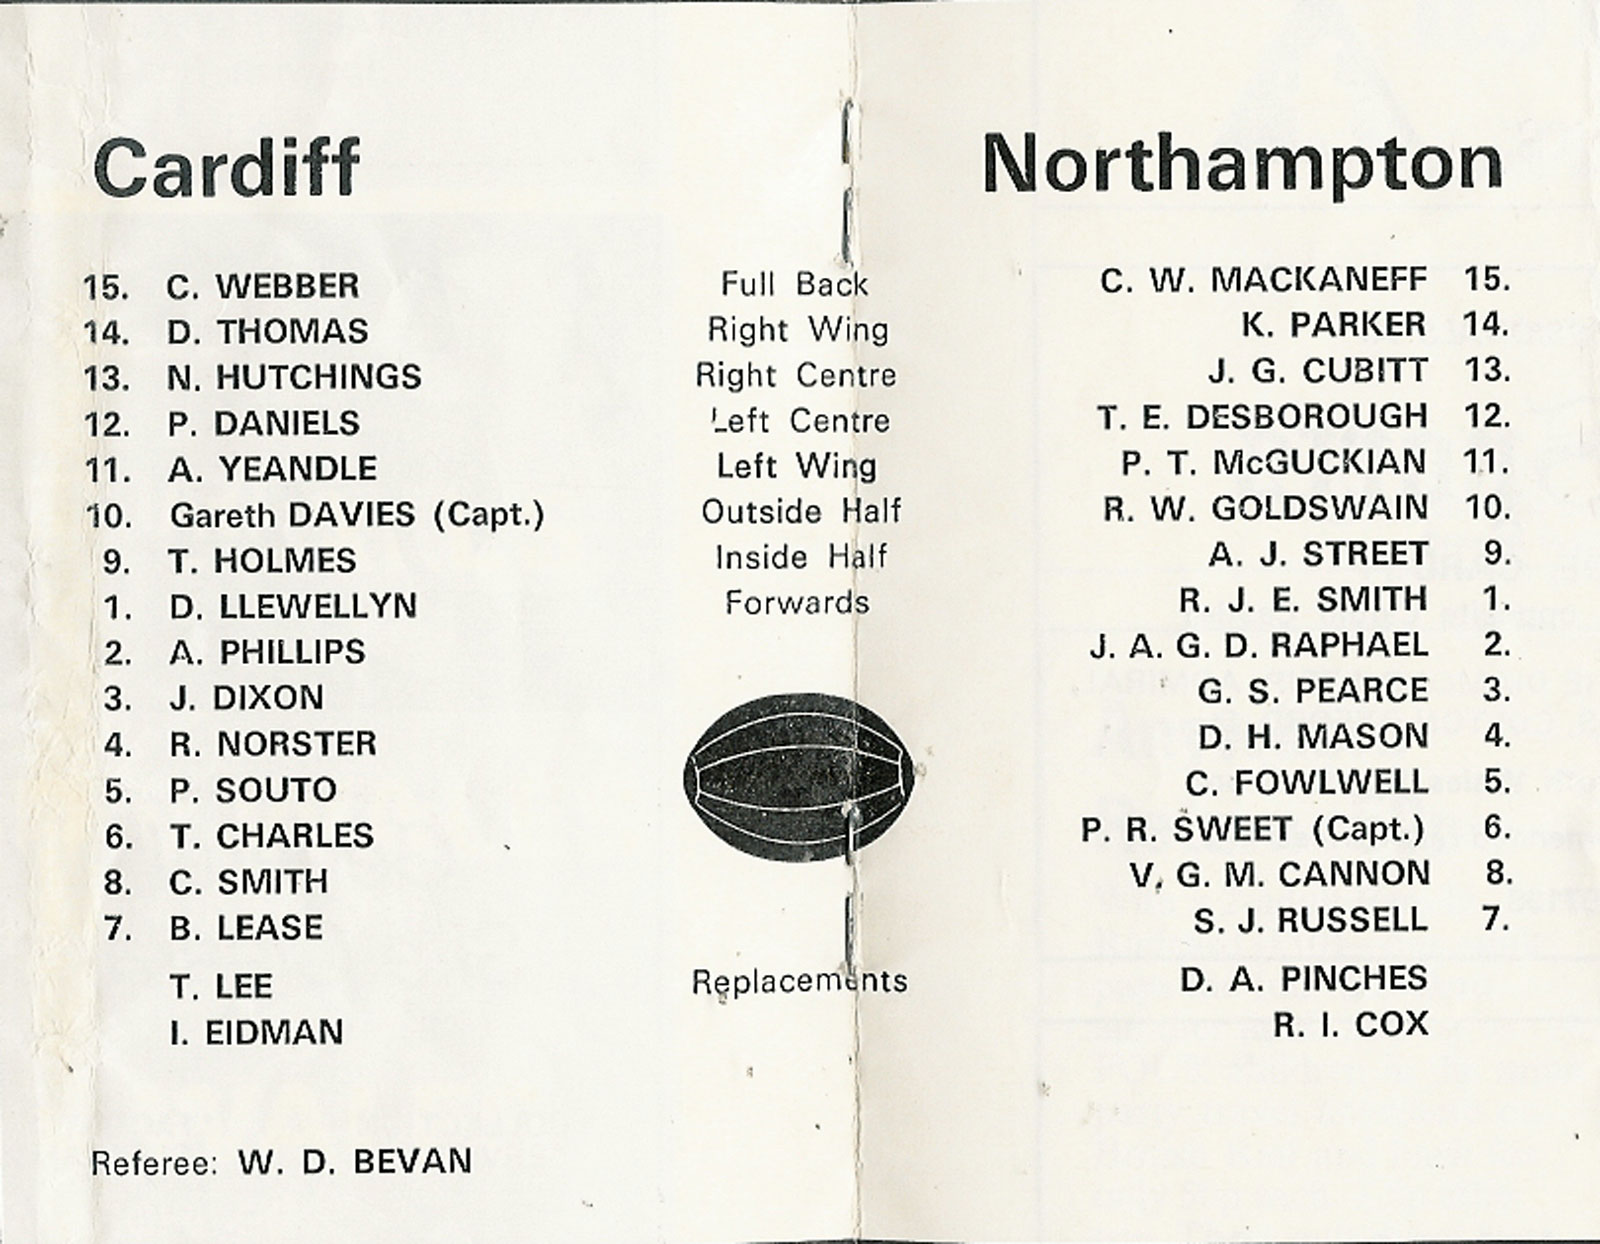 Cardiff Northampton
15. C. WEBBER Full Back C. W. MACKANEFF 15.
14. D. THOMAS Right Wing K. PARKER 14.
13. N. HUTCHINGS Right Centre J. G. CUBITT 13.
12. P. DANIELS Left Centre T. E. DESBOROUGH 12.
11. A. YEANDLE Left Wing P. T. McGUCKIAN 11.
10. Gareth DAVIES (Capt.) Outside Half R. W. GOLDSWAIN 10.
9. T. HOLMES Inside Half A. J. STREET 9.
1. D. LLEWELLYN Forwards R. J. E. SMITH 1.
2. A. PHILLIPS J. A. G. D. RAPHAEL 2.
3. J. DIXON G. S. PEARCE 3.
4. R. NORSTER D. H. MASON 4.
5. P. SOUTO C. FOWLWELL 5.
6. T. CHARLES P. R. SWEET (Capt.) 6.
8. C. SMITH V. G. M. CANNON 8.
7. B. LEASE S. J. RUSSELL 7.
T. LEE Replacements D. A. PINCHES
I. EIDMAN R. I. COX
Referee: W. D. BEVAN